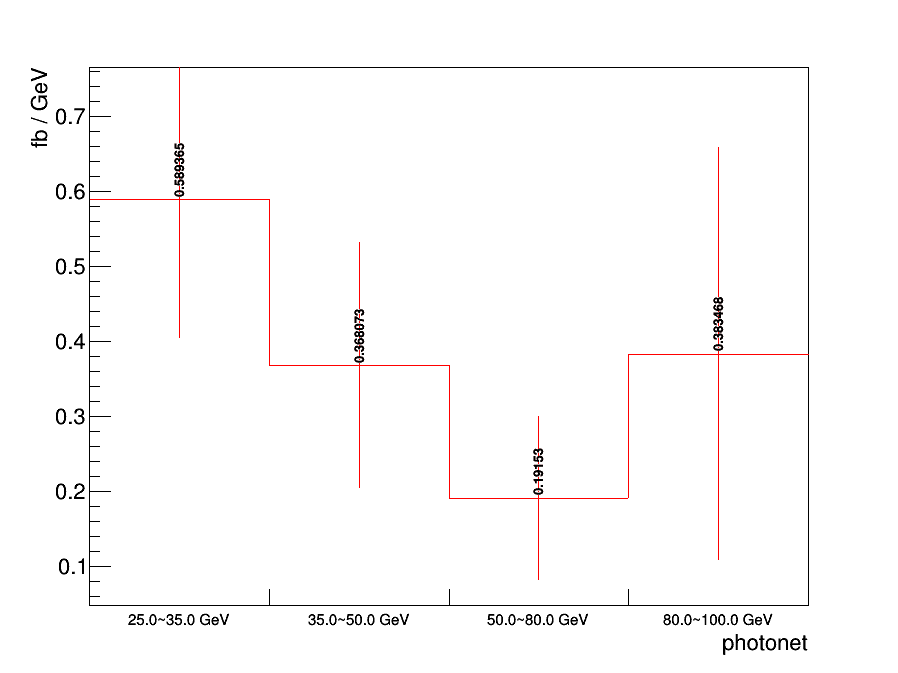 fb / GeV
0.7
0.6
0.5
0.4
0.3
0.2
0.1
0.589365
0.368073
0.19153
0.383468
25.0~35.0 GeV
35.0~50.0 GeV
50.0~80.0 GeV
80.0~100.0 GeV
photonet